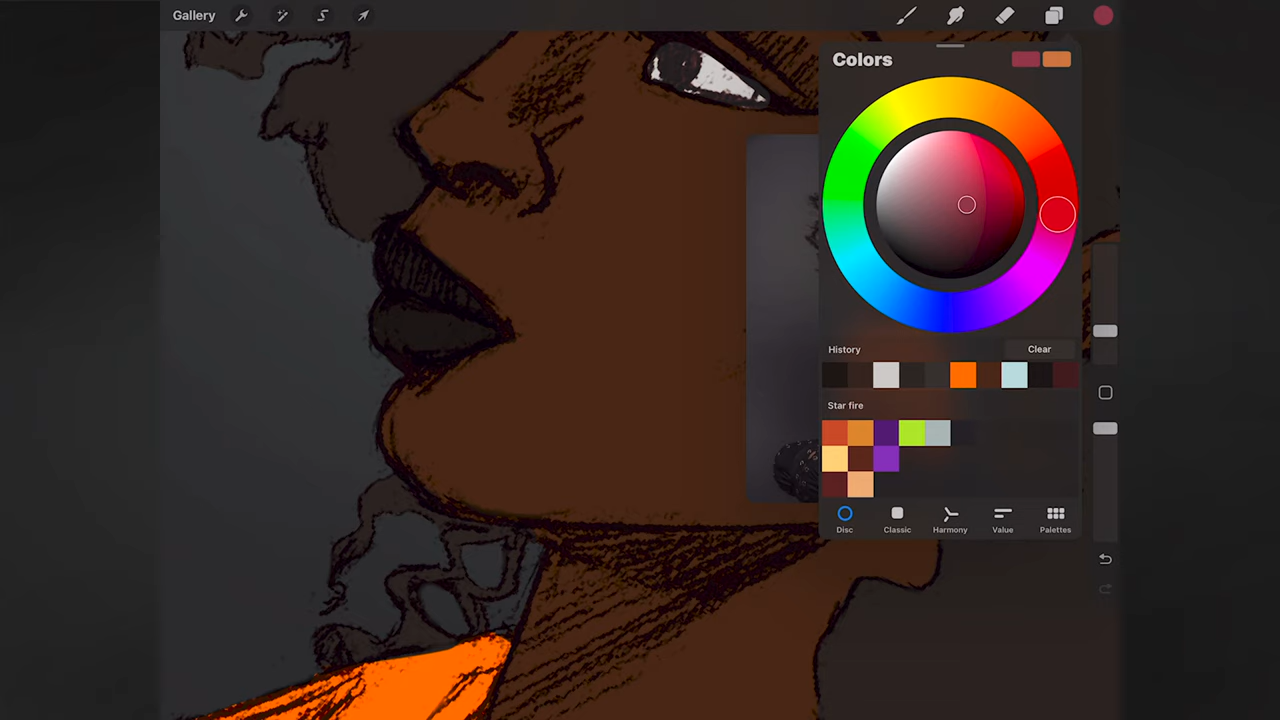 Gallery
Colors
History
Clear
Star fire
Disc
Classic
Harmony
Value
Palettes